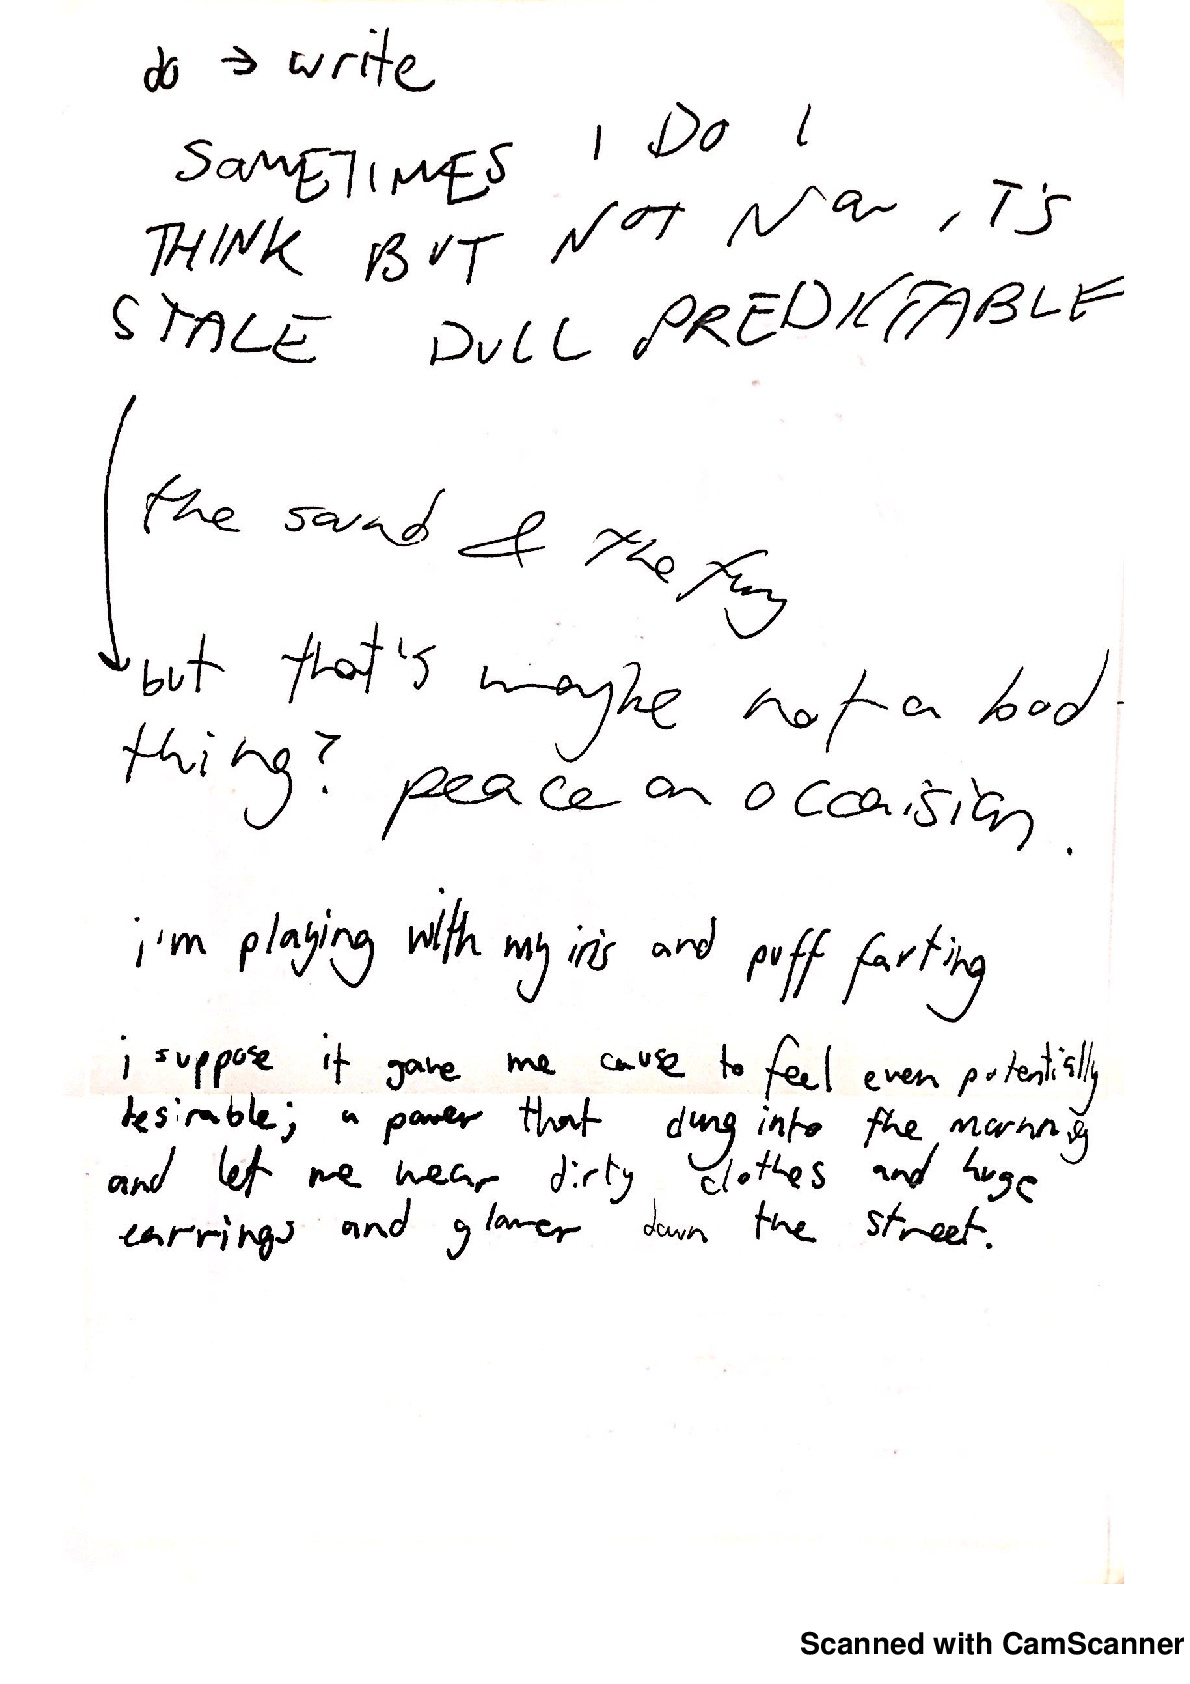 do → write
SOMETIMES I DO I
THINK BUT NOT NOW, IT'S
STALE DULL PREDICTABLE
the sound & the fury
but that's maybe not a bad
thing? peace on occaision.
i'm playing with my iris and puff farting
i suppose it gave me cause to feel even potentially
desirable; a power that clung into the morning
and let me wear dirty clothes and huge
earrings and glower down the street.
Scanned with CamScanner